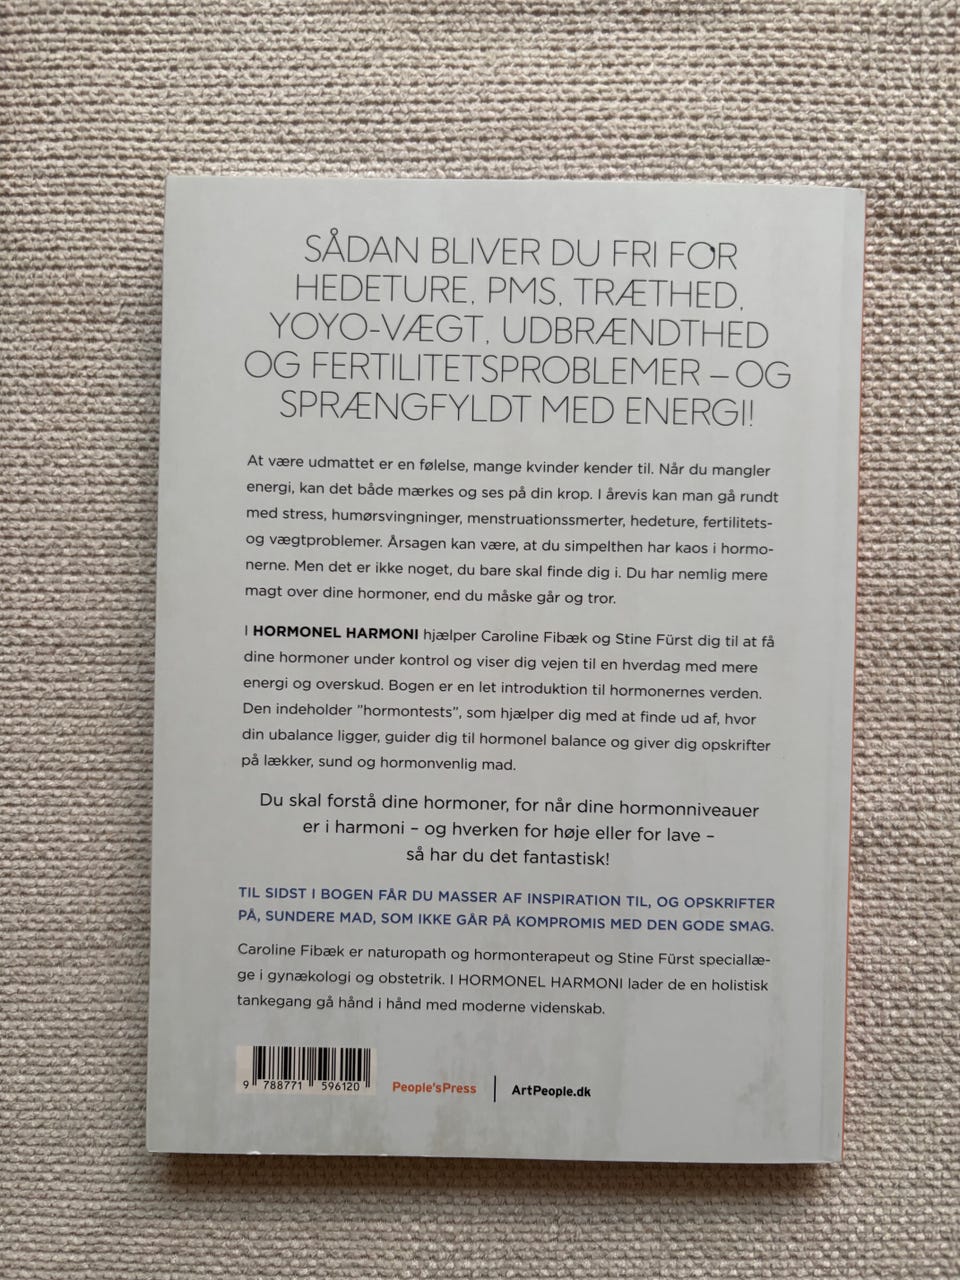 SÅDAN BLIVER DU FRI FOR
HEDETURE, PMS, TRÆTHED,
YOYO-VÆGT, UDBRÆNDTHED
OG FERTILITETSPROBLEMER – OG
SPRÆNGFYLDT MED ENERGI!
At være udmattet er en følelse, mange kvinder kender til. Når du mangler
energi, kan det både mærkes og ses på din krop. I årevis kan man gå rundt
med stress, humørsvingninger, menstruationssmerter, hedeture, fertilitets-
og vægtproblemer. Årsagen kan være, at du simpelthen har kaos i hormo-
nerne. Men det er ikke noget, du bare skal finde dig i. Du har nemlig mere
magt over dine hormoner, end du måske går og tror.
I HORMONEL HARMONI hjælper Caroline Fibæk og Stine Fürst dig til at få
dine hormoner under kontrol og viser dig vejen til en hverdag med mere
energi og overskud. Bogen er en let introduktion til hormonernes verden.
Den indeholder ”hormontests”, som hjælper dig med at finde ud af, hvor
din ubalance ligger, guider dig til hormonel balance og giver dig opskrifter
på lækker, sund og hormonvenlig mad.
Du skal forstå dine hormoner, for når dine hormonniveauer
er i harmoni – og hverken for høje eller for lave –
så har du det fantastisk!
TIL SIDST I BOGEN FÅR DU MASSER AF INSPIRATION TIL, OG OPSKRIFTER
PÅ, SUNDERE MAD, SOM IKKE GÅR PÅ KOMPROMIS MED DEN GODE SMAG.
Caroline Fibæk er naturopath og hormonterapeut og Stine Fürst speciallæ-
ge i gynækologi og obstetrik. I HORMONEL HARMONI lader de en holistisk
tankegang gå hånd i hånd med moderne videnskab.
9 788771 596120
People'sPress | ArtPeople.dk